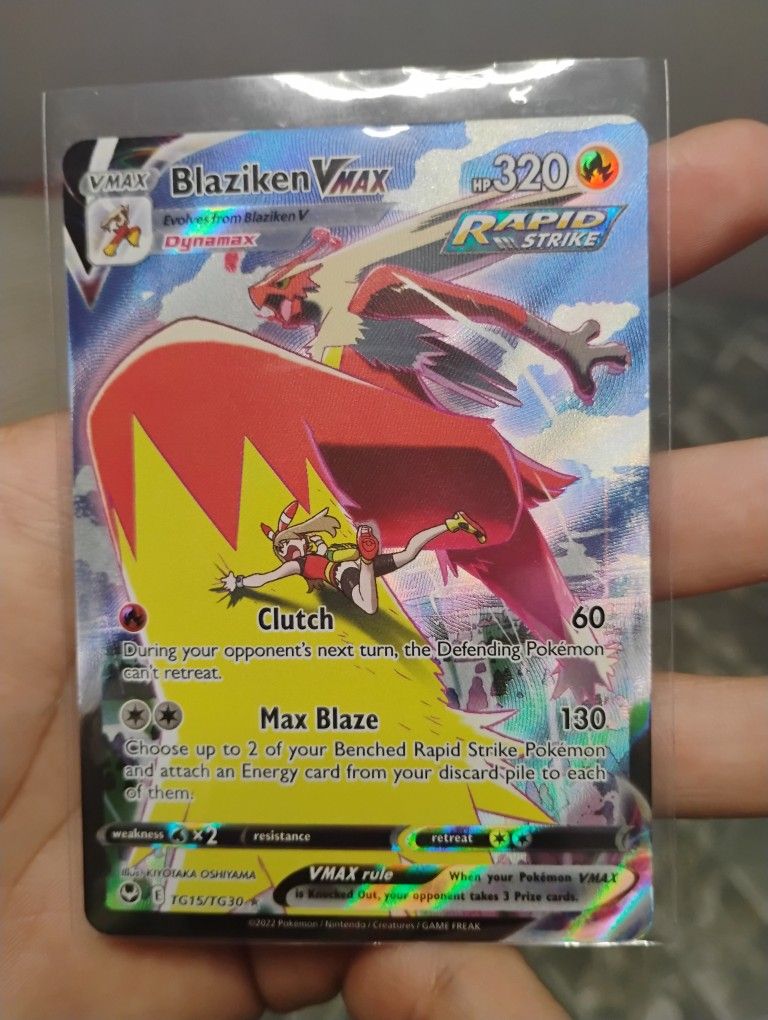 VMAX Blaziken VMAX HP 320
Evolves from Blaziken V
RAPID
Dynamax
STRIKE
Clutch 60
During your opponent's next turn, the Defending Pokémon
can't retreat.
Max Blaze 130
Choose up to 2 of your Benched Rapid Strike Pokémon
and attach an Energy card from your discard pile to each
of them.
weakness ×2 resistance retreat
Illus. KIYOTAKA OSHIYAMA VMAX rule When your Pokémon VMAX
is Knocked Out, your opponent takes 3 Prize cards.
E TG15/TG30 ★
©2022 Pokémon / Nintendo / Creatures / GAME FREAK